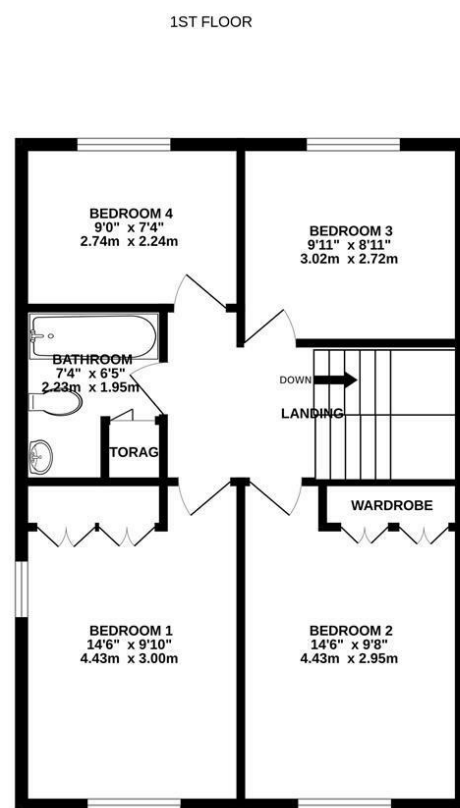 1ST FLOOR
BEDROOM 4
9'0" x 7'4"
2.74m x 2.24m
BEDROOM 3
9'11" x 8'11"
3.02m x 2.72m
BATHROOM
7'4" x 6'5"
2.23m x 1.95m
DOWN
LANDING
TORAG
WARDROBE
BEDROOM 1
14'6" x 9'10"
4.43m x 3.00m
BEDROOM 2
14'6" x 9'8"
4.43m x 2.95m